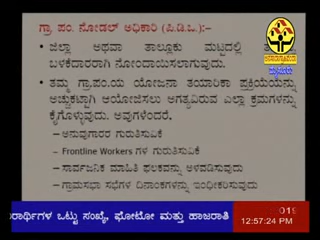 ಗ್ರಾ. ಪಂ. ನೋಡಲ್ ಅಧಿಕಾರಿ (ಪಿ.ಡಿ.ಒ.):-
• ಜಿಲ್ಲಾ ಅಥವಾ ತಾಲ್ಲೂಕು ಮಟ್ಟದಲ್ಲಿ
ಬಳಕೆದಾರರಾಗಿ ನೋಂದಾಯಿಸಲಾಗುವುದು.
• ತಮ್ಮ ಗ್ರಾ.ಪಂ.ಯ ಯೋಜನಾ ತಯಾರಿಕಾ ಪ್ರಕ್ರಿಯೆಯನ್ನು
ಅಚ್ಚುಕಟ್ಟಾಗಿ ಆಯೋಜಿಸಲು ಅಗತ್ಯವಿರುವ ಎಲ್ಲಾ ಕ್ರಮಗಳನ್ನು
ಕೈಗೊಳ್ಳುವುದು. ಅವುಗಳೆಂದರೆ.
– ಅನುವುಗಾರರ ಗುರುತಿಸುವಿಕೆ
– Frontline Workers ಗಳ ಗುರುತಿಸುವಿಕೆ
– ಸಾರ್ವಜನಿಕ ಮಾಹಿತಿ ಫಲಕವನ್ನು ಅಳವಡಿಸುವುದು
– ಗ್ರಾಮಸಭಾ ಸಭೆಗಳ ದಿನಾಂಕಗಳನ್ನು ಇಂಧೀಕರಿಸುವುದು
ಮೈಸೂರು
019
ರಾರ್ಥಿಗಳ ಒಟ್ಟು ಸಂಖ್ಯೆ, ಫೋಟೋ ಮತ್ತು ಹಾಜರಾತಿ
12:57:24 PM